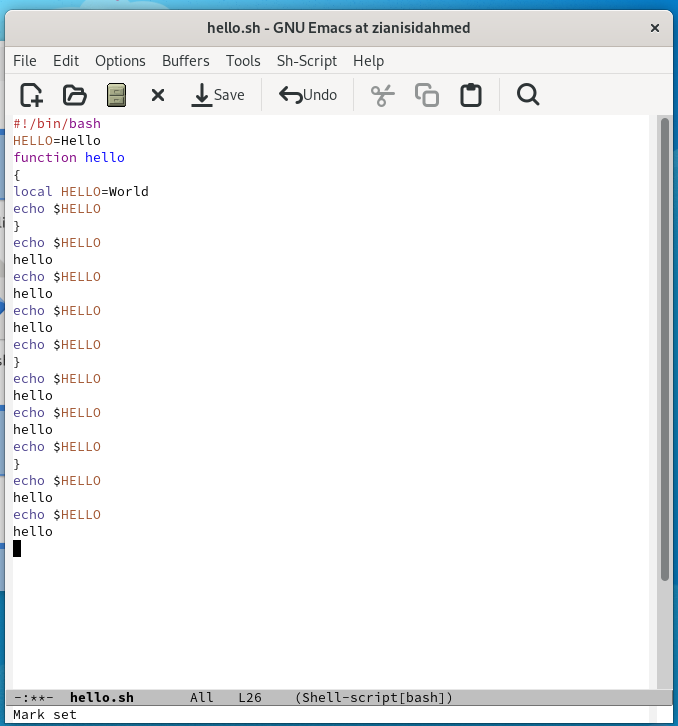 hello.sh - GNU Emacs at zianisidahmed ×
File Edit Options Buffers Tools Sh-Script Help
Save Undo
#!/bin/bash
HELLO=Hello
function hello
{
local HELLO=World
echo $HELLO
}
echo $HELLO
hello
echo $HELLO
hello
echo $HELLO
hello
echo $HELLO
}
echo $HELLO
hello
echo $HELLO
hello
echo $HELLO
}
echo $HELLO
hello
echo $HELLO
hello
-:**- hello.sh All L26 (Shell-script[bash])
Mark set